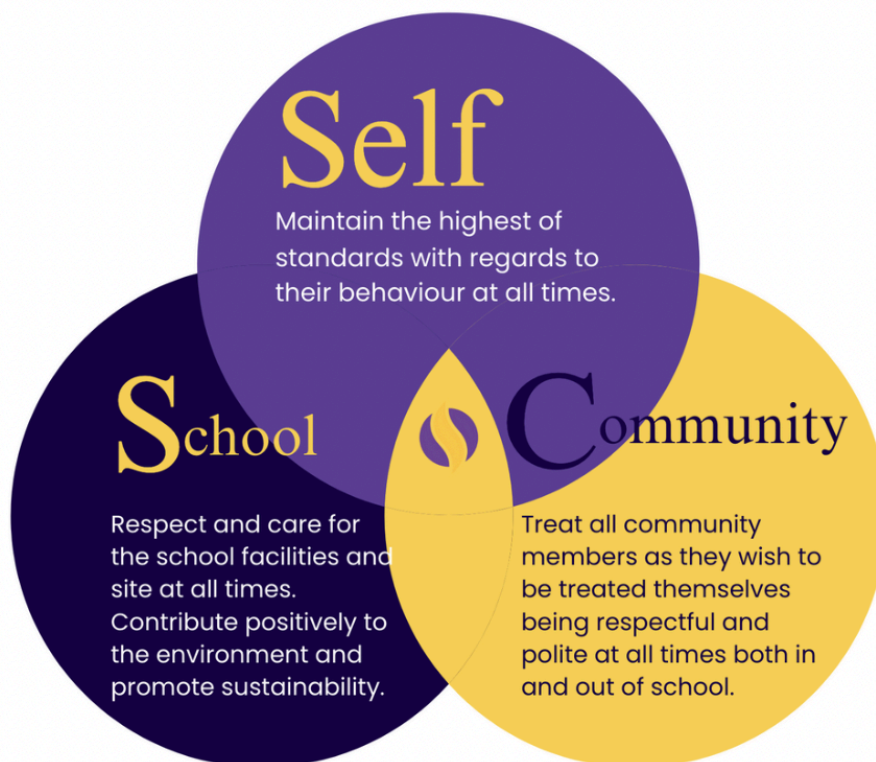 Self
Maintain the highest of
standards with regards to
their behaviour at all times.
School
Respect and care for
the school facilities and
site at all times.
Contribute positively to
the environment and
promote sustainability.
Community
Treat all community
members as they wish to
be treated themselves
being respectful and
polite at all times both in
and out of school.